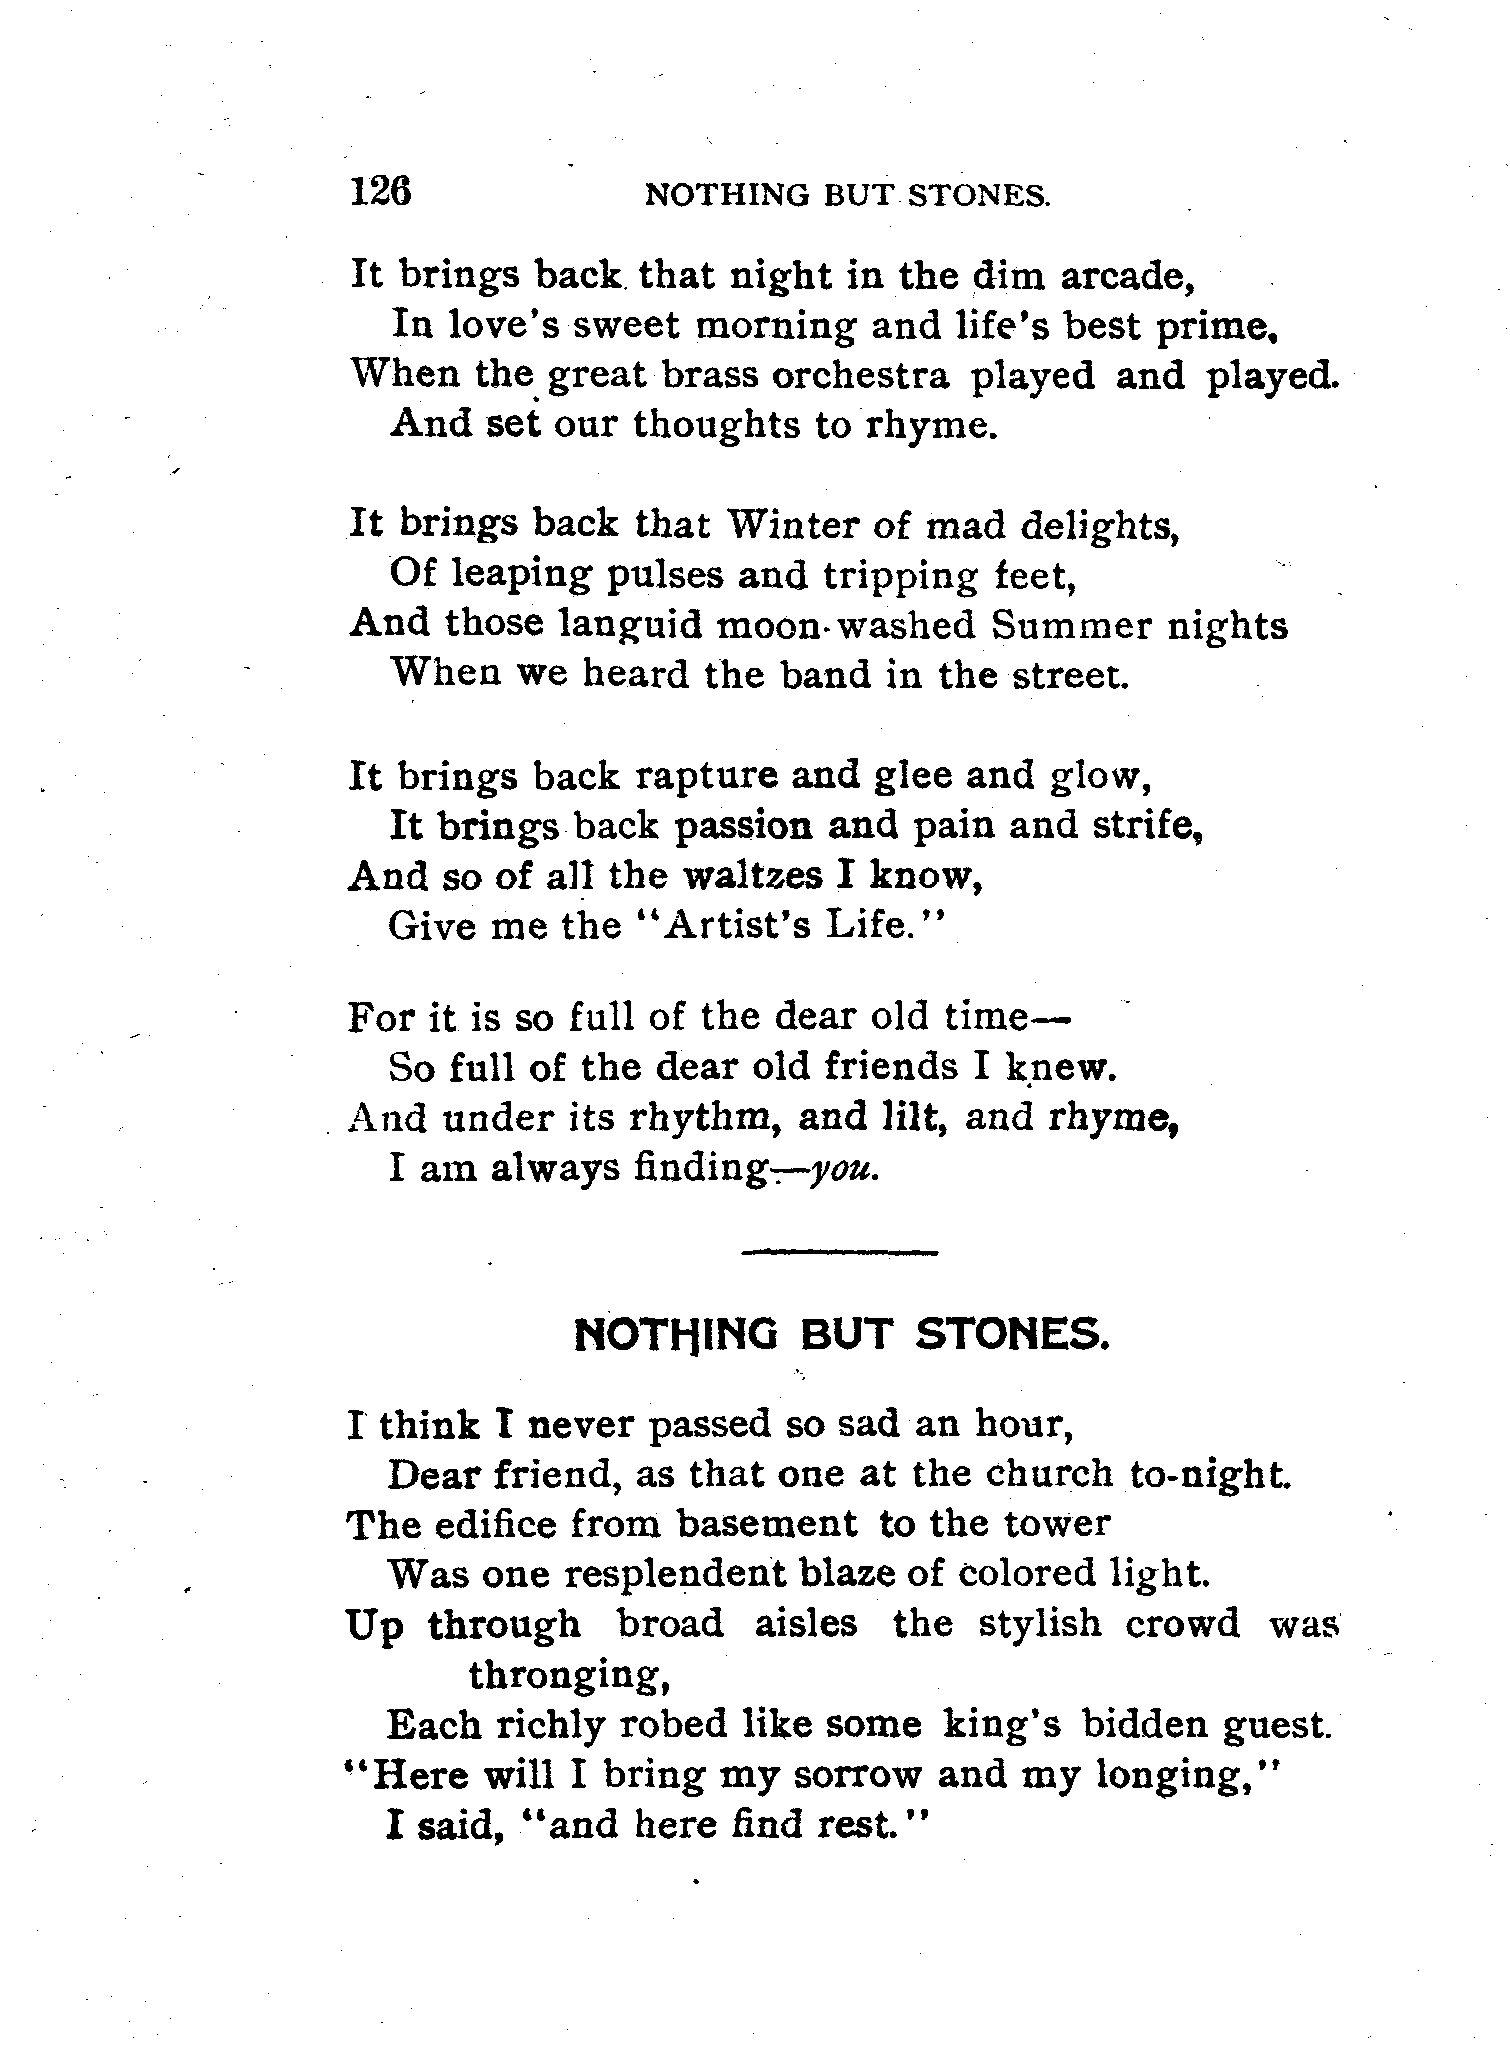 126 NOTHING BUT STONES.
It brings back that night in the dim arcade,
In love's sweet morning and life's best prime,
When the great brass orchestra played and played.
And set our thoughts to rhyme.
It brings back that Winter of mad delights,
Of leaping pulses and tripping feet,
And those languid moon-washed Summer nights
When we heard the band in the street.
It brings back rapture and glee and glow,
It brings back passion and pain and strife,
And so of all the waltzes I know,
Give me the "Artist's Life."
For it is so full of the dear old time—
So full of the dear old friends I knew.
And under its rhythm, and lilt, and rhyme,
I am always finding—you.
NOTHING BUT STONES.
I think I never passed so sad an hour,
Dear friend, as that one at the church to-night.
The edifice from basement to the tower
Was one resplendent blaze of colored light.
Up through broad aisles the stylish crowd was
thronging,
Each richly robed like some king's bidden guest.
"Here will I bring my sorrow and my longing,"
I said, "and here find rest."